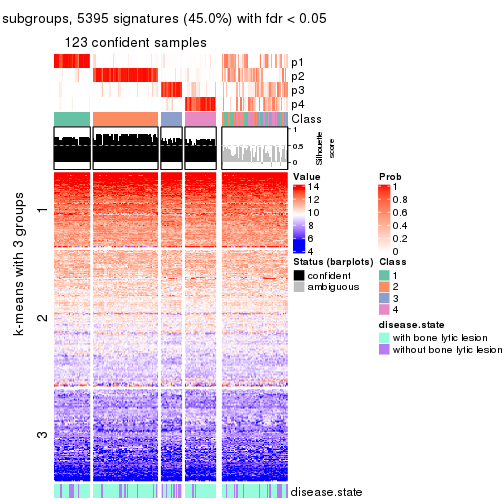 subgroups, 5395 signatures (45.0%) with fdr < 0.05
123 confident samples
p1
p2
p3
p4
Class
1
0.5
0
Silhouette
score
k-means with 3 groups
1
2
3
Value
14
12
10
8
6
4
Status (barplots)
confident
ambiguous
Prob
1
0.8
0.6
0.4
0.2
0
Class
1
2
3
4
disease.state
with bone lytic lesion
without bone lytic lesion
disease.state